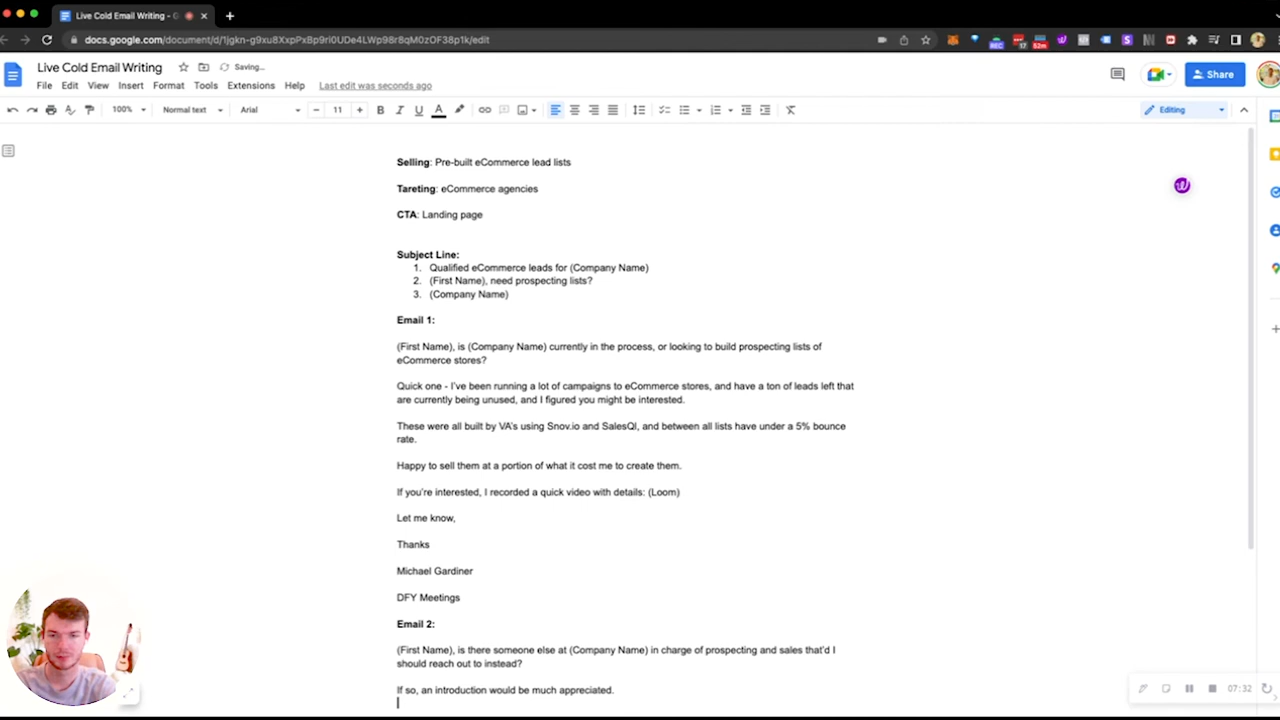 Live Cold Email Writing - G
docs.google.com/document/d/1jgkn-g9xu8XxpPxBp9rl0UDe4LWp98r8qM0zOF38p1k/edit
REC
17
52m
Live Cold Email Writing
Saving...
File Edit View Insert Format Tools Extensions Help Last edit was seconds ago
Share
100% Normal text Arial 11
Editing
Selling: Pre-built eCommerce lead lists
Tareting: eCommerce agencies
CTA: Landing page
Subject Line:
1. Qualified eCommerce leads for (Company Name)
2. (First Name), need prospecting lists?
3. (Company Name)
Email 1:
(First Name), is (Company Name) currently in the process, or looking to build prospecting lists of
eCommerce stores?
Quick one - I've been running a lot of campaigns to eCommerce stores, and have a ton of leads left that
are currently being unused, and I figured you might be interested.
These were all built by VA's using Snov.io and SalesQl, and between all lists have under a 5% bounce
rate.
Happy to sell them at a portion of what it cost me to create them.
If you're interested, I recorded a quick video with details: (Loom)
Let me know,
Thanks
Michael Gardiner
DFY Meetings
Email 2:
(First Name), is there someone else at (Company Name) in charge of prospecting and sales that'd I
should reach out to instead?
If so, an introduction would be much appreciated.
07:32